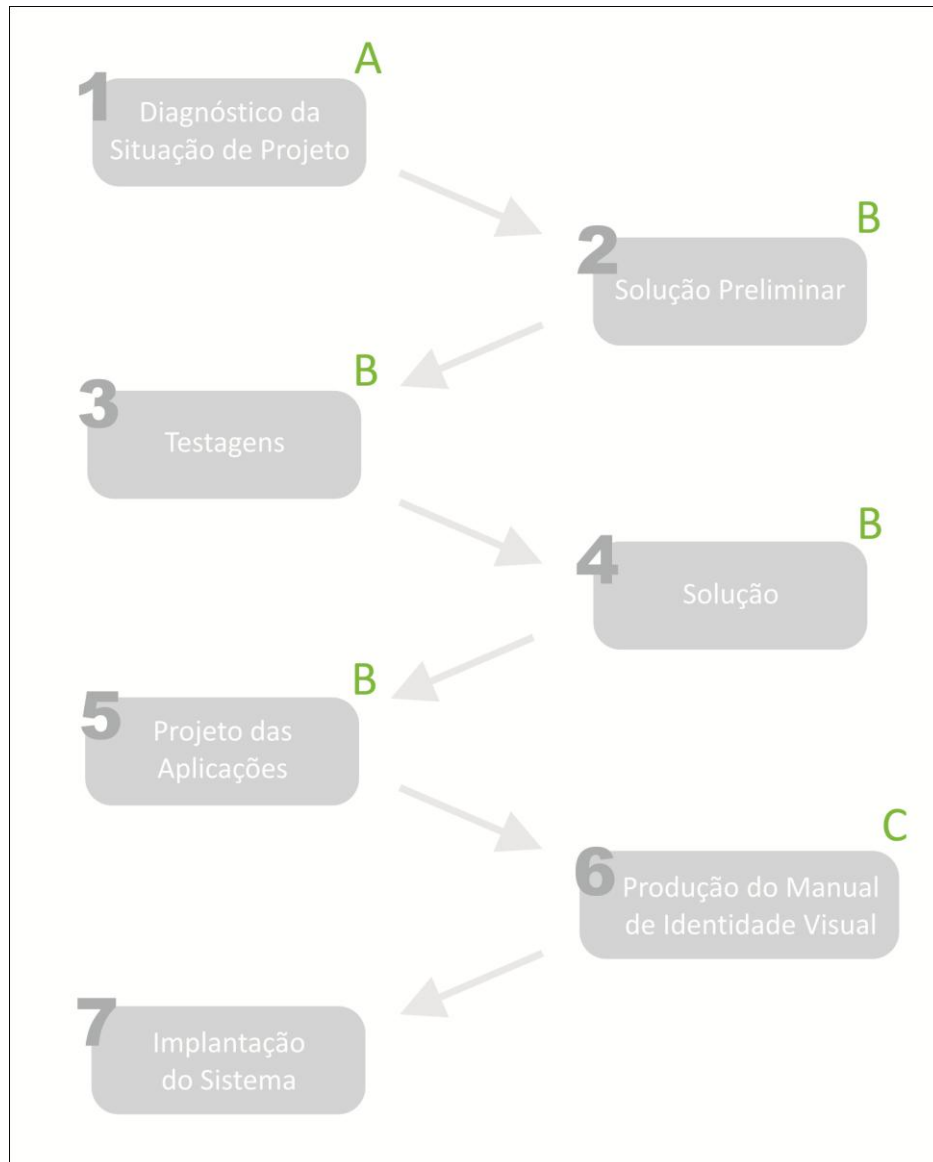 A
1
Diagnóstico da
Situação de Projeto
B
2
Solução Preliminar
B
3
Testagens
B
4
Solução
B
5
Projeto das
Aplicações
C
6
Produção do Manual
de Identidade Visual
7
Implantação
do Sistema